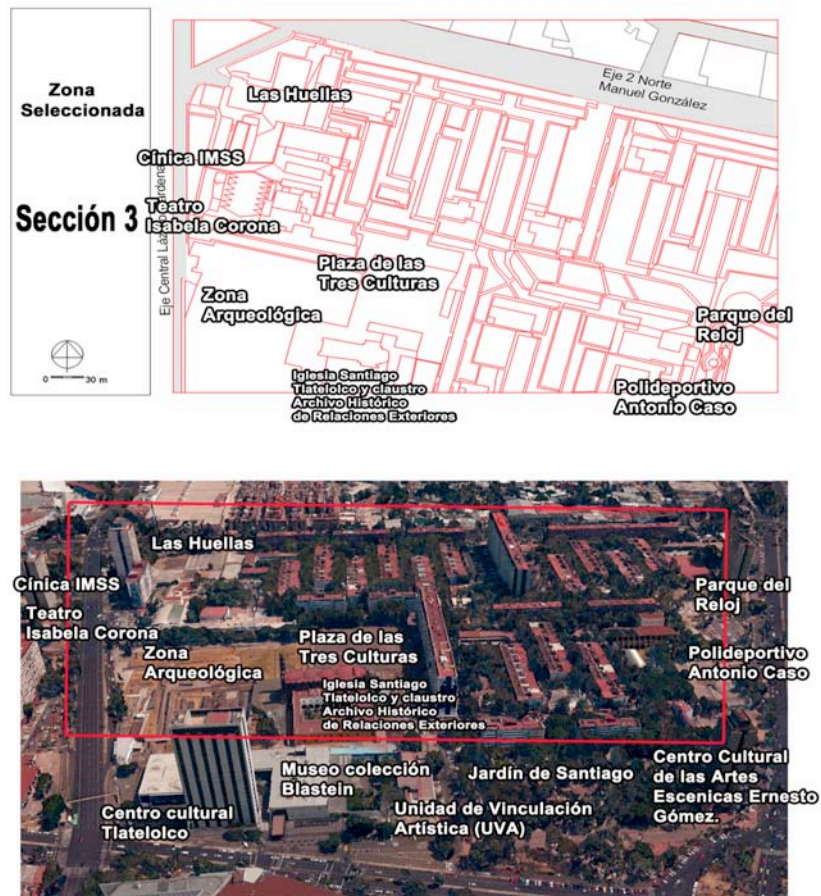 Zona
Seleccionada
Sección 3
0 30 m
Eje 2 Norte
Manuel González
Las Huellas
Cínica IMSS
Eje Central Lázaro Cárdenas
Teatro
Isabela Corona
Plaza de las
Tres Culturas
Zona
Arqueológica
Parque del
Reloj
Iglesia Santiago
Tlatelolco y claustro
Archivo Histórico
de Relaciones Exteriores
Polideportivo
Antonio Caso
Las Huellas
Cínica IMSS
Parque del
Reloj
Teatro
Isabela Corona
Plaza de las
Tres Culturas
Zona
Arqueológica
Polideportivo
Antonio Caso
Iglesia Santiago
Tlatelolco y claustro
Archivo Histórico
de Relaciones Exteriores
Museo colección
Blastein
Jardín de Santiago
Centro Cultural
de las Artes
Escenicas Ernesto
Gómez.
Centro cultural
Tlatelolco
Unidad de Vinculación
Artística (UVA)